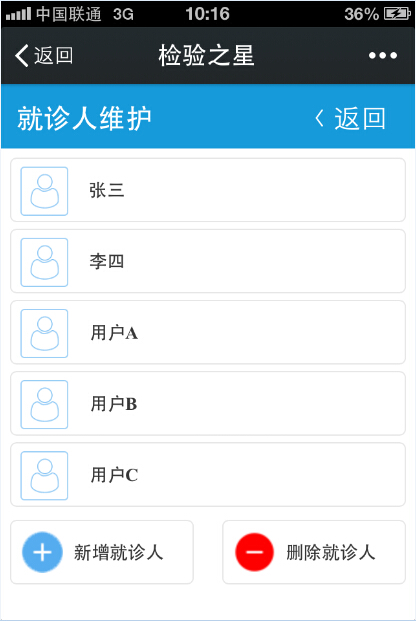 中国联通 3G 10:16 36%
返回 检验之星
就诊人维护 返回
张三
李四
用户A
用户B
用户C
新增就诊人 删除就诊人